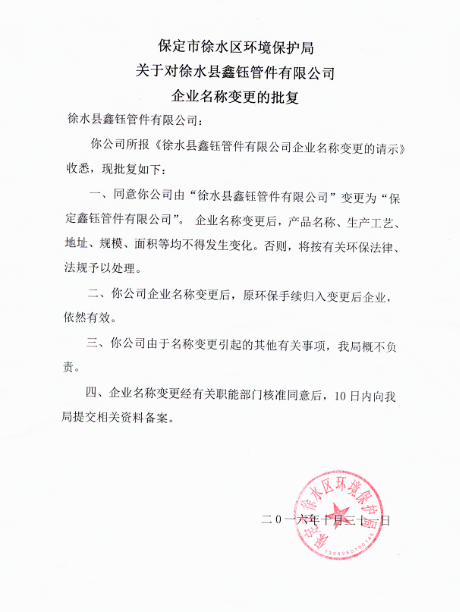 保定市徐水区环境保护局
关于对徐水县鑫钰管件有限公司
企业名称变更的批复
徐水县鑫钰管件有限公司：
你公司所报《徐水县鑫钰管件有限公司企业名称变更的请示》
收悉，现批复如下：
一、同意你公司由“徐水县鑫钰管件有限公司”变更为“保
定鑫钰管件有限公司”。 企业名称变更后，产品名称、生产工艺、
地址、规模、面积等均不得发生变化。否则，将按有关环保法律、
法规予以处理。
二、你公司企业名称变更后，原环保手续归入变更后企业，
依然有效。
三、你公司由于名称变更引起的其他有关事项，我局概不负
责。
四、企业名称变更经有关职能部门核准同意后，10 日内向我
局提交相关资料备案。
二０一六年十月三十一日
保定市徐水区环境保护局